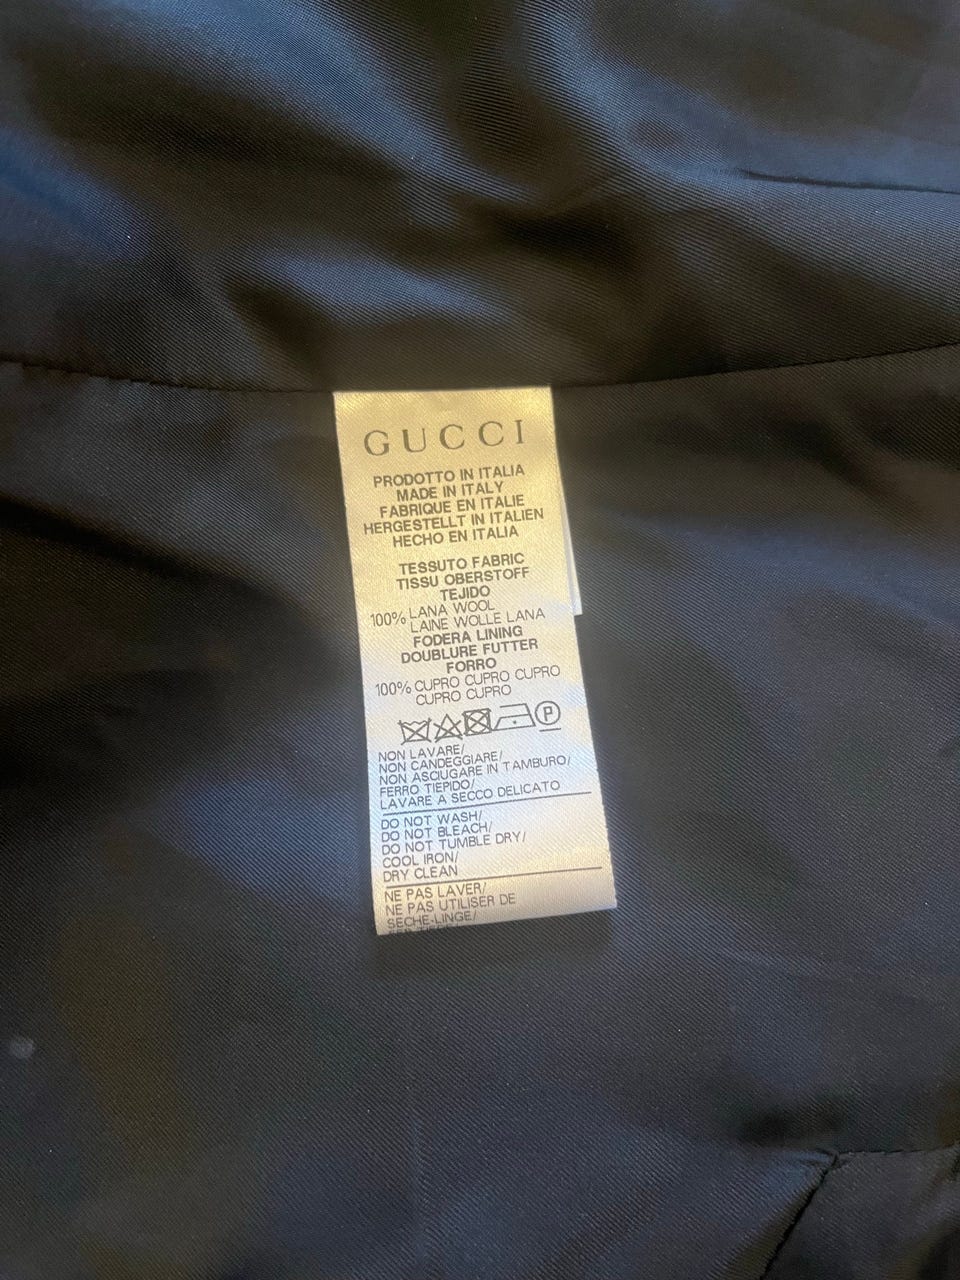 GUCCI
PRODOTTO IN ITALIA
MADE IN ITALY
FABRIQUE EN ITALIE
HERGESTELLT IN ITALIEN
HECHO EN ITALIA
TESSUTO FABRIC
TISSU OBERSTOFF
TEJIDO
100% LANA WOOL
LAINE WOLLE LANA
FODERA LINING
DOUBLURE FUTTER
FORRO
100% CUPRO CUPRO CUPRO
CUPRO CUPRO
P
NON LAVARE/
NON CANDEGGIARE/
NON ASCIUGARE IN TAMBURO/
FERRO TIEPIDO/
LAVARE A SECCO DELICATO
DO NOT WASH/
DO NOT BLEACH/
DO NOT TUMBLE DRY/
COOL IRON/
DRY CLEAN
NE PAS LAVER/
NE PAS UTILISER DE
SECHE-LINGE/